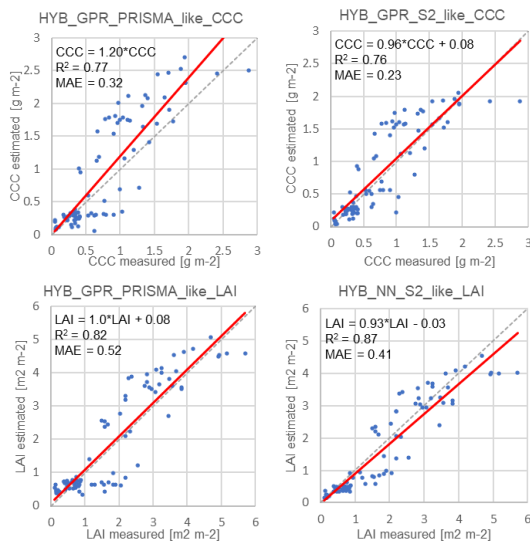 HYB_GPR_PRISMA_like_CCC
CCC = 1.20*CCC
R² = 0.77
MAE = 0.32
CCC estimated [g m-2]
3
2.5
2
1.5
1
0.5
0
0 0.5 1 1.5 2 2.5 3
CCC measured [g m-2]
HYB_GPR_S2_like_CCC
CCC = 0.96*CCC + 0.08
R² = 0.76
MAE = 0.23
CCC estimated [g m-2]
3
2.5
2
1.5
1
0.5
0
0 0.5 1 1.5 2 2.5 3
CCC measured [g m-2]
HYB_GPR_PRISMA_like_LAI
LAI = 1.0*LAI + 0.08
R² = 0.82
MAE = 0.52
LAI estimated [m2 m-2]
6
5
4
3
2
1
0
0 1 2 3 4 5 6
LAI measured [m2 m-2]
HYB_NN_S2_like_LAI
LAI = 0.93*LAI - 0.03
R² = 0.87
MAE = 0.41
LAI estimated [m2 m-2]
6
5
4
3
2
1
0
0 1 2 3 4 5 6
LAI measured [m2 m-2]